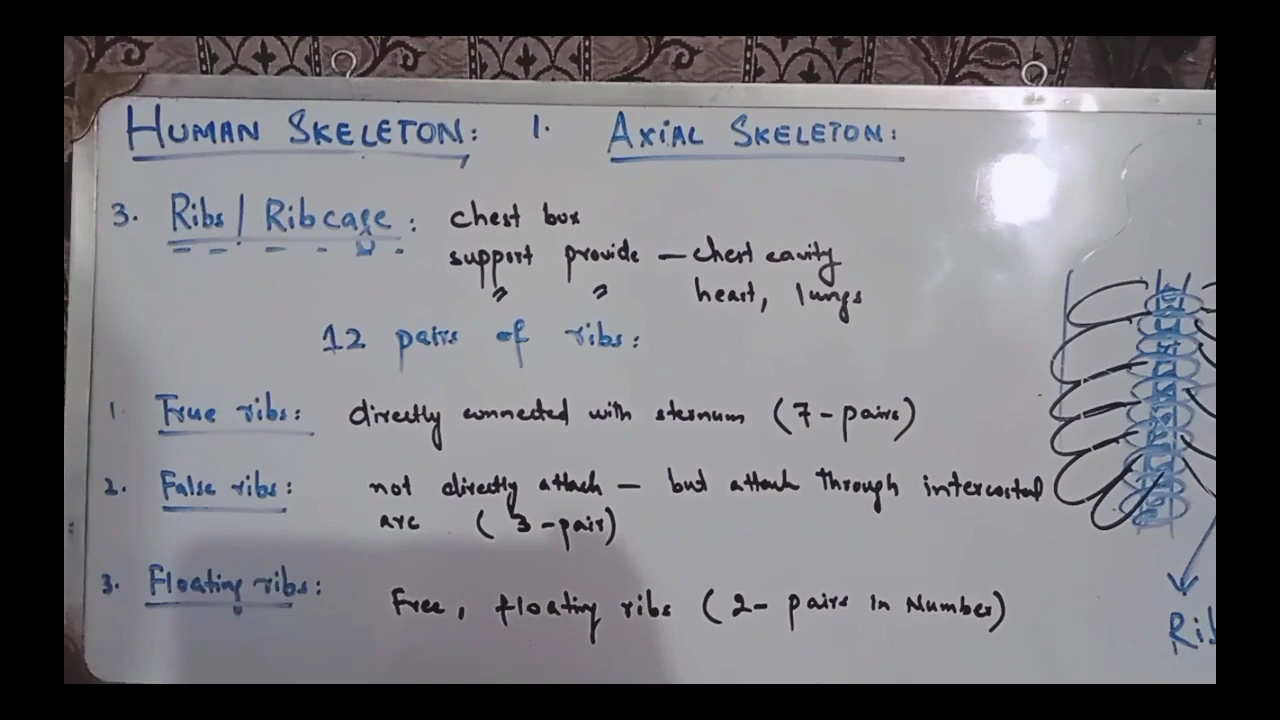 HUMAN SKELETON: 1. AXIAL SKELETON:
3. Ribs / Ribcage: chest box
support provide — chest cavity
" " heart, lungs
12 pairs of ribs:
1. True ribs: directly connected with sternum (7-pairs)
2. False ribs: not directly attach — but attach through intercostal
arc (3-pair)
3. Floating ribs: Free, floating ribs (2- pairs in Number)
Rib